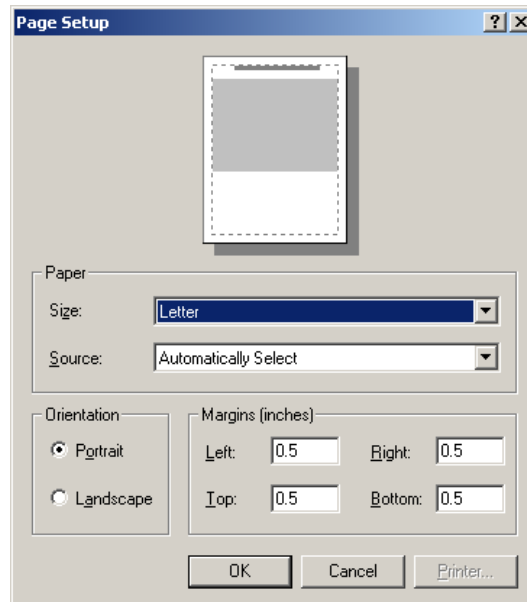 Page Setup
Paper
Size: Letter
Source: Automatically Select
Orientation
Portrait
Landscape
Margins (inches)
Left: 0.5 Right: 0.5
Top: 0.5 Bottom: 0.5
OK Cancel Printer...